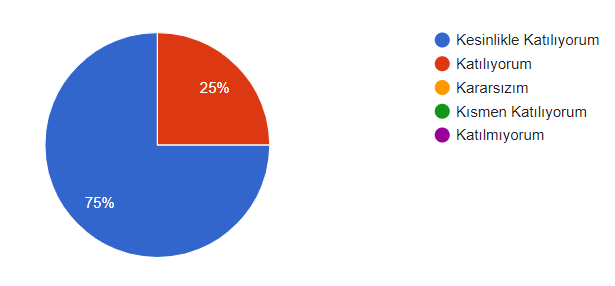 25%
75%
Kesinlikle Katılıyorum
Katılıyorum
Kararsızım
Kısmen Katılıyorum
Katılmıyorum